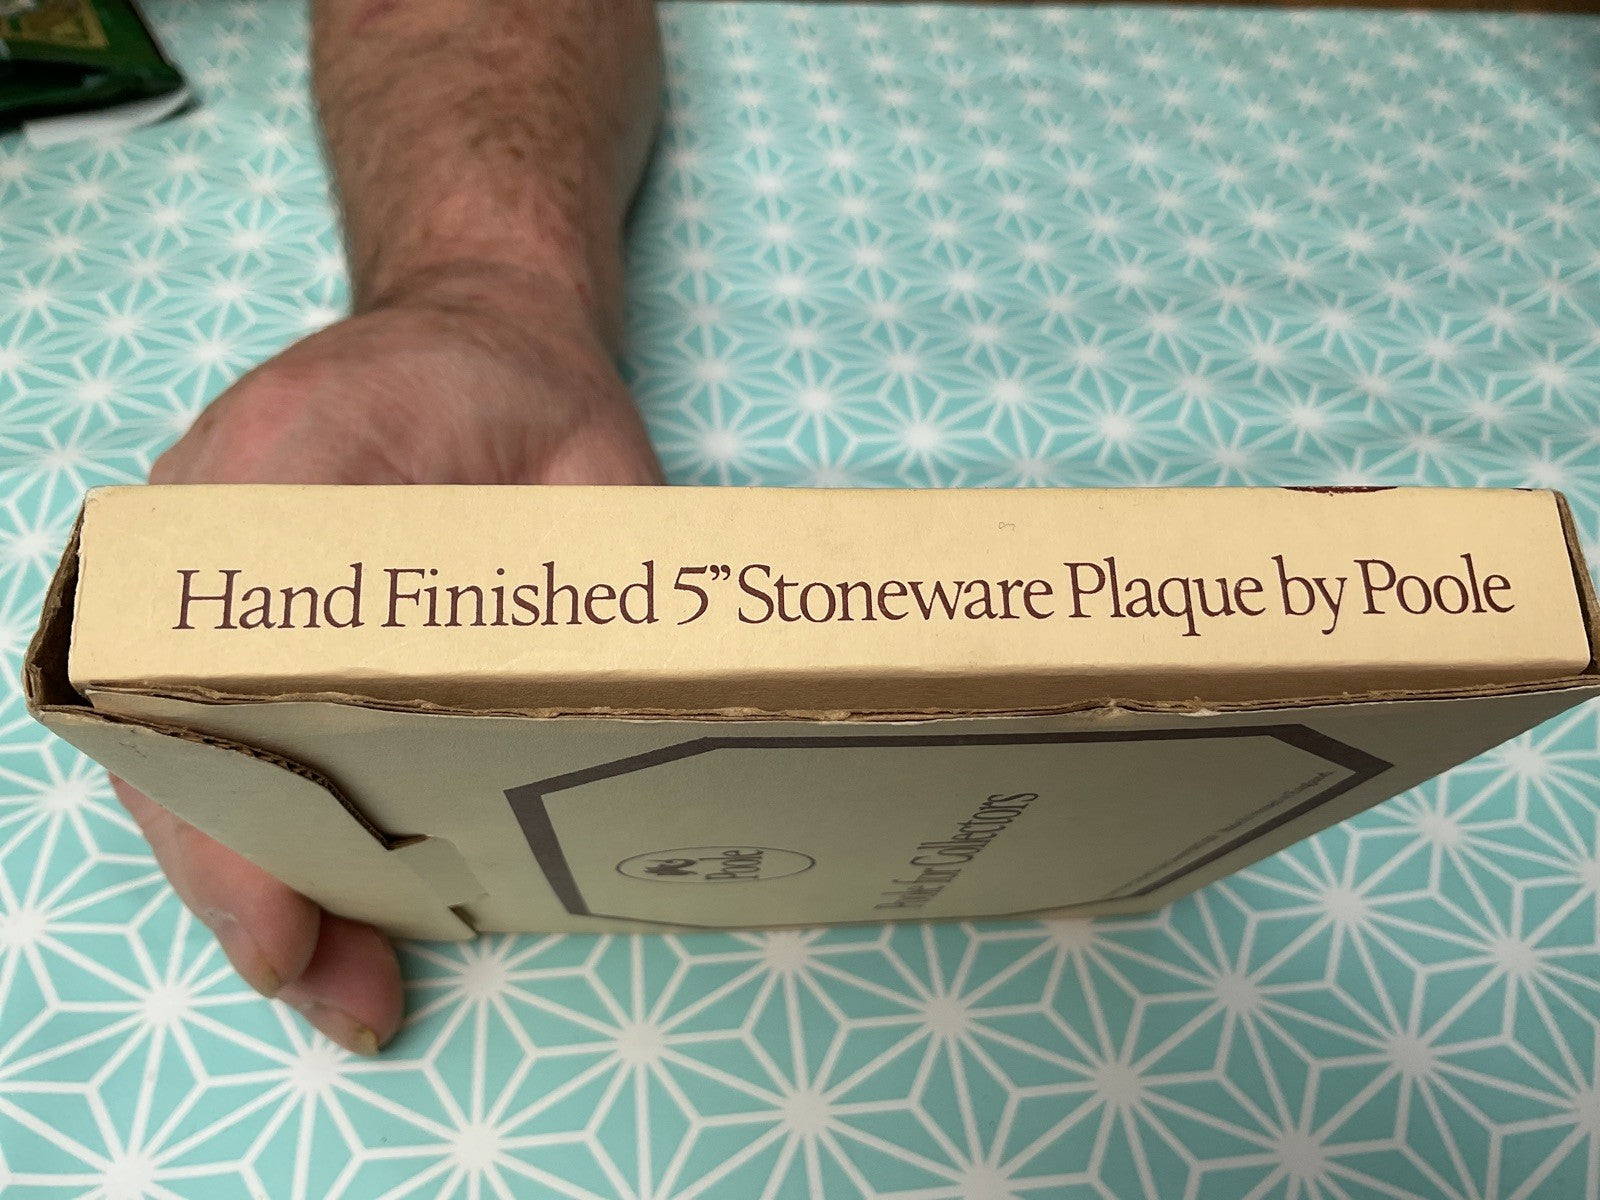 Hand Finished 5” Stoneware Plaque by Poole
Poole
Poole for Collectors